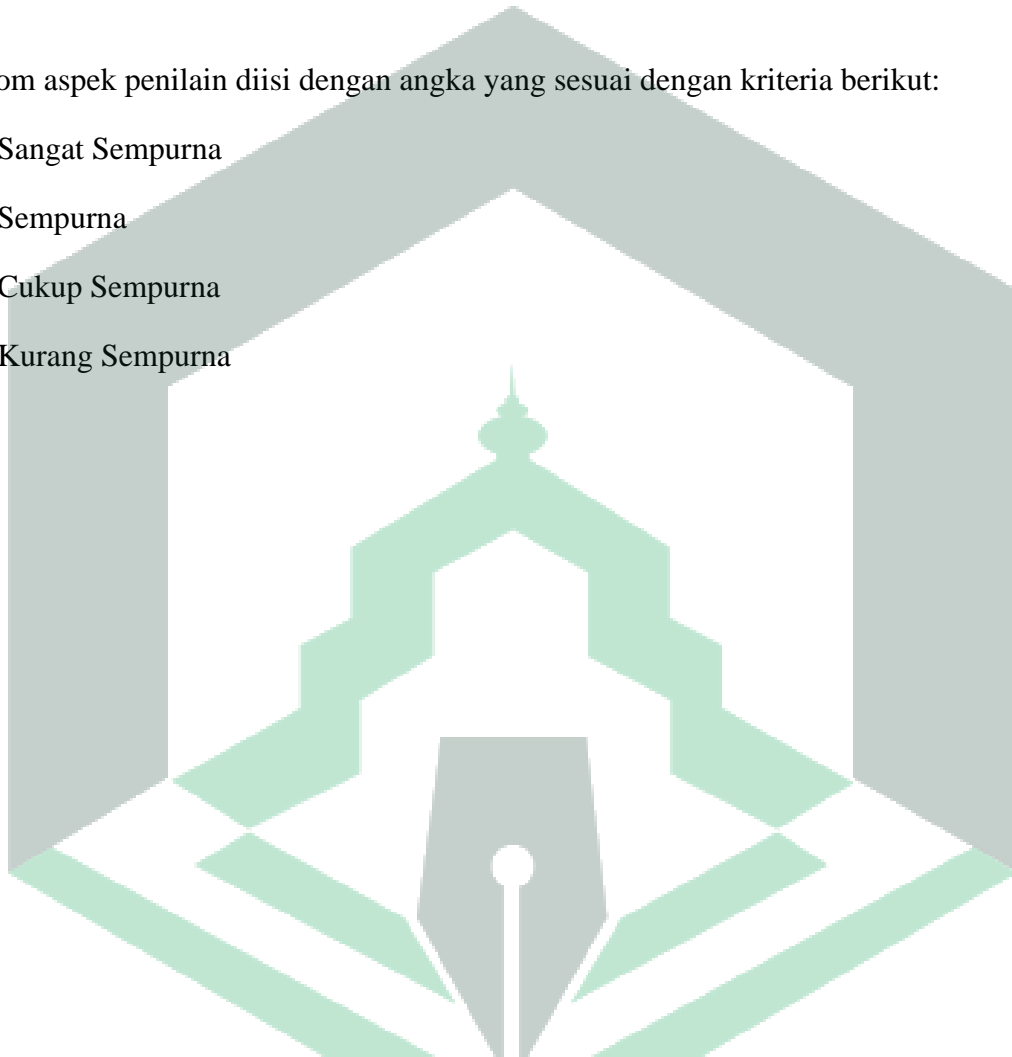 om aspek penilain diisi dengan angka yang sesuai dengan kriteria berikut:
Sangat Sempurna
Sempurna
Cukup Sempurna
Kurang Sempurna